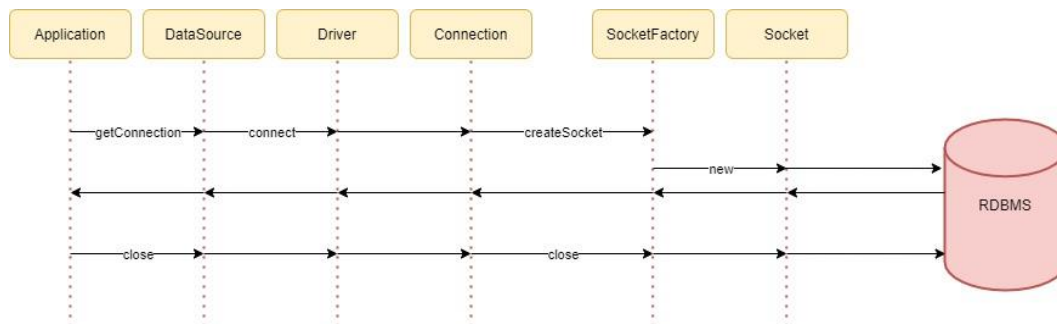 Application
DataSource
Driver
Connection
SocketFactory
Socket
getConnection
connect
createSocket
new
RDBMS
close
close